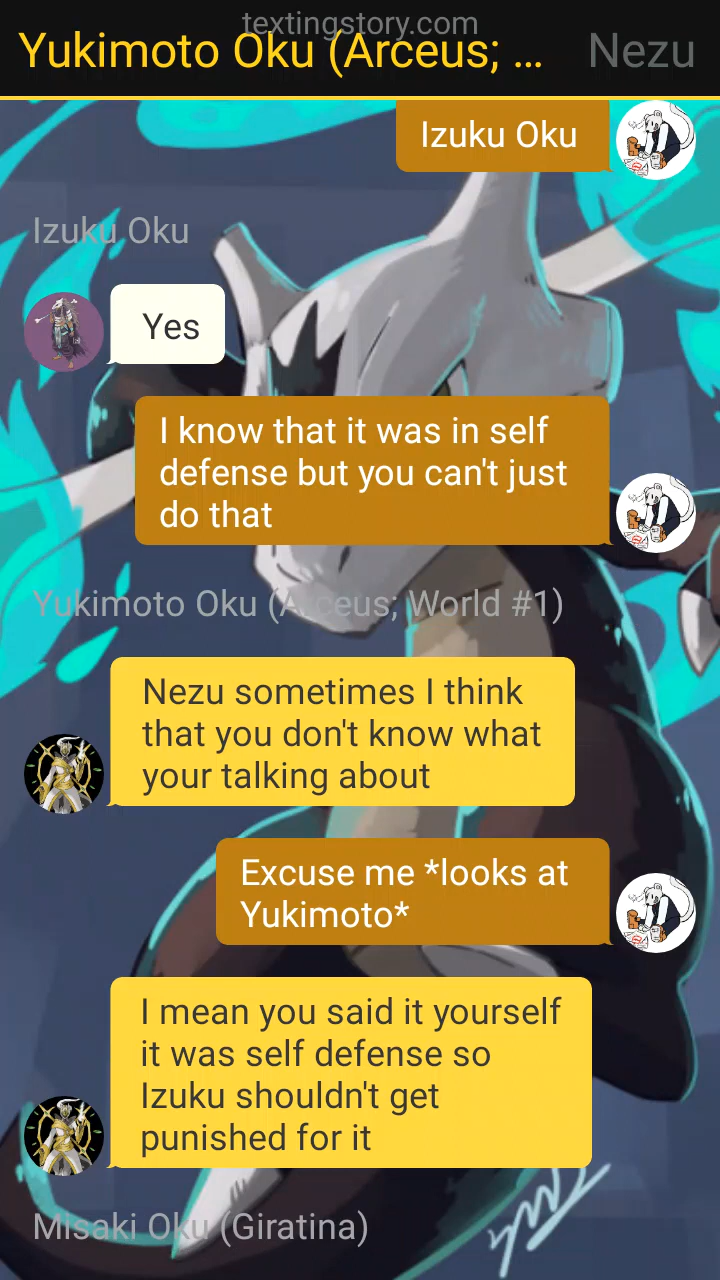 textingstory.com
Yukimoto Oku (Arceus; ...
Nezu
Izuku Oku
Izuku Oku
Yes
I know that it was in self
defense but you can't just
do that
Yukimoto Oku (Arceus; World #1)
Nezu sometimes I think
that you don't know what
your talking about
Excuse me *looks at
Yukimoto*
I mean you said it yourself
it was self defense so
Izuku shouldn't get
punished for it
Misaki Oku (Giratina)